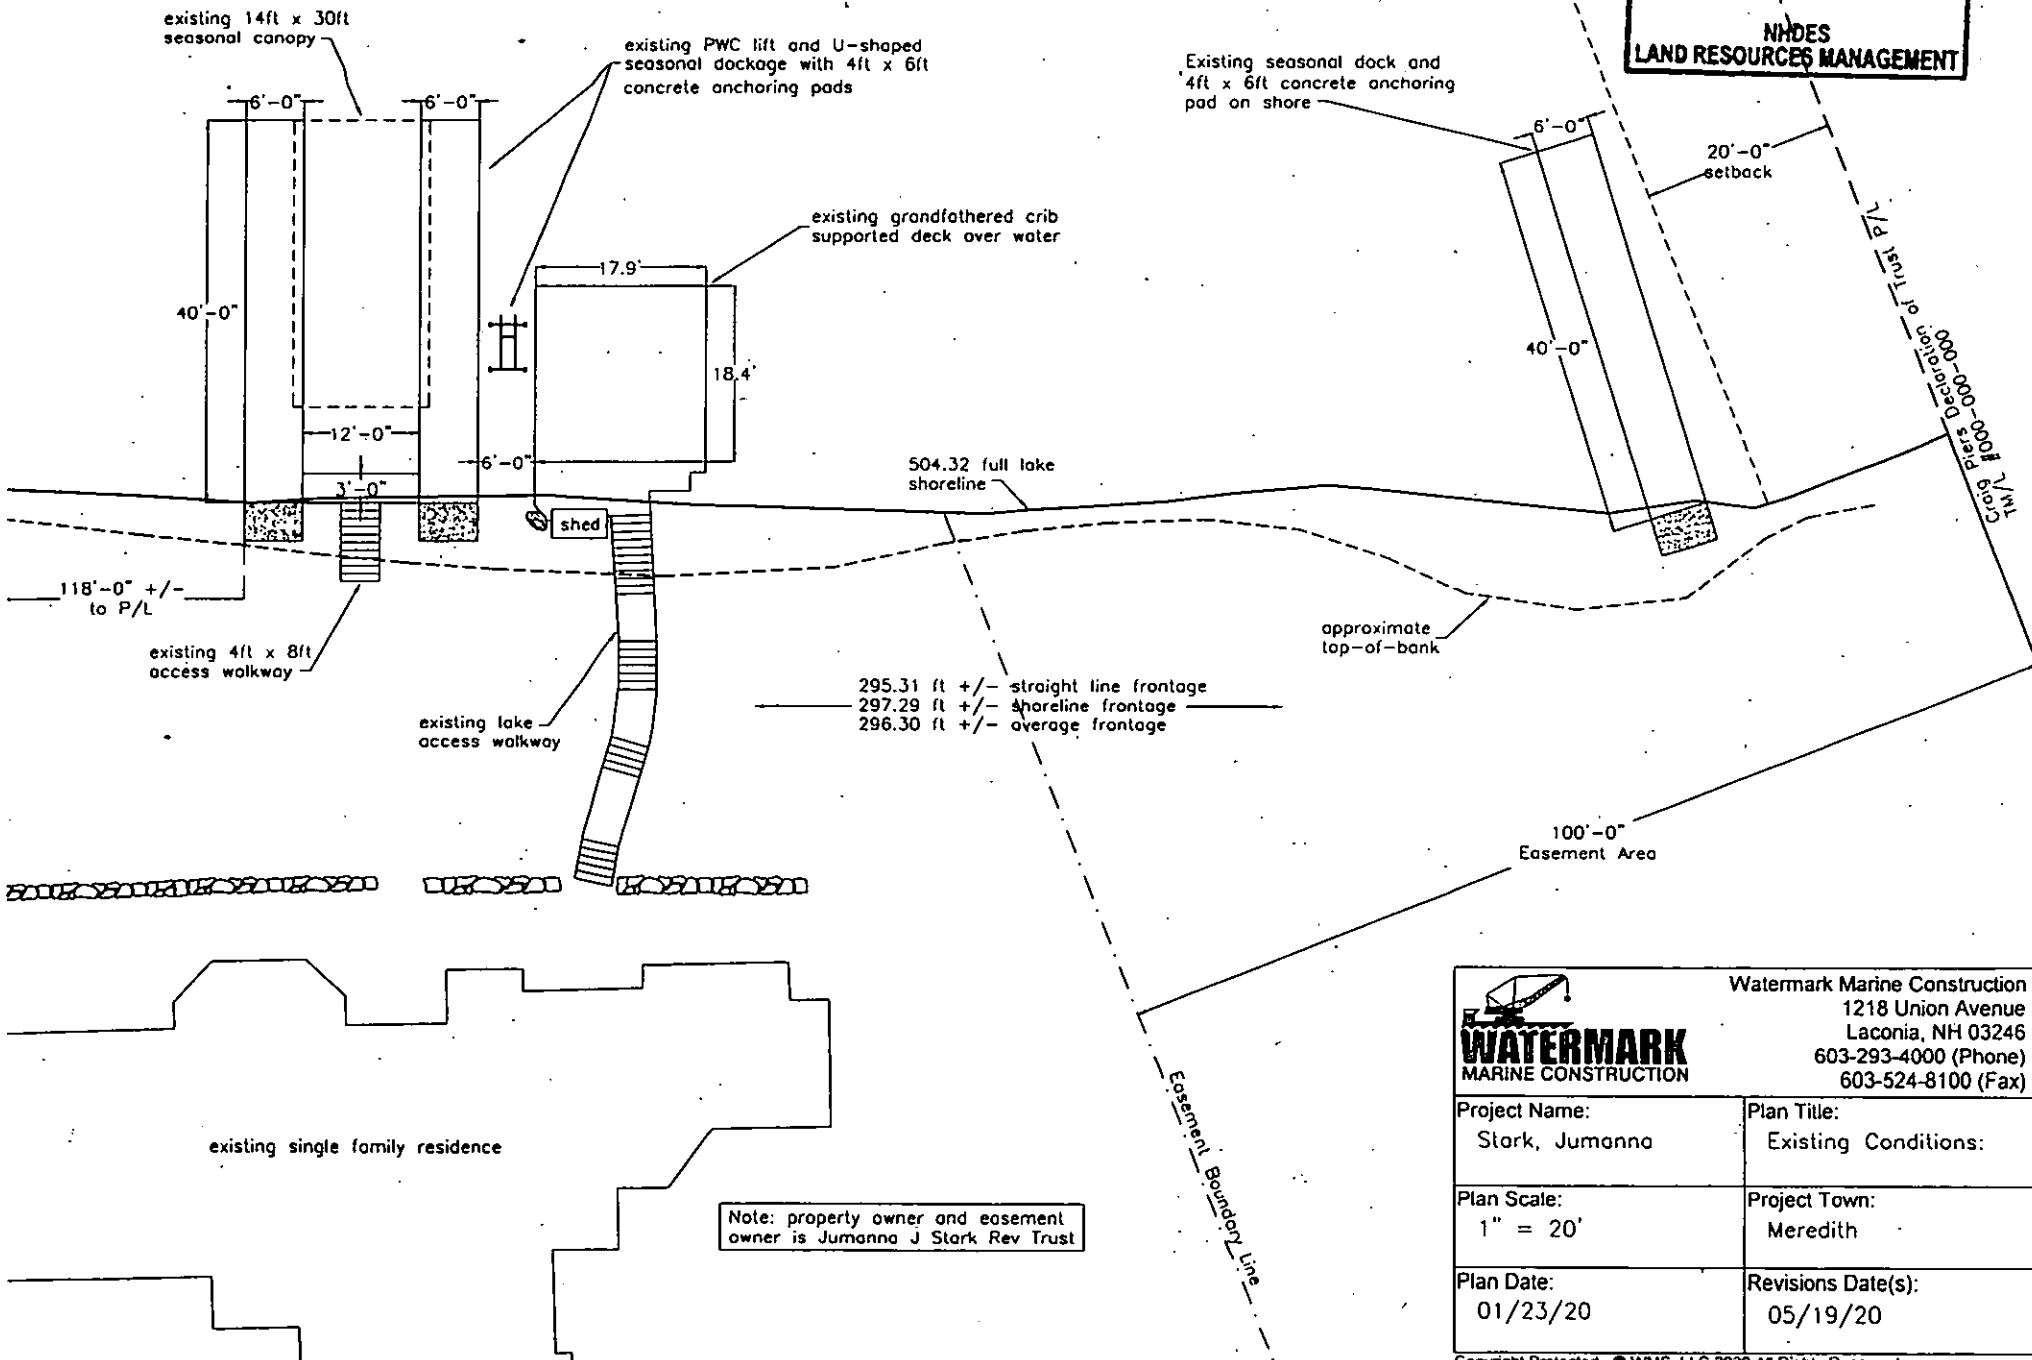 existing 14ft x 30ft
seasonal canopy
existing PWC lift and U-shaped
seasonal dockage with 4ft x 6ft
concrete anchoring pads
Existing seasonal dock and
4ft x 6ft concrete anchoring
pad on shore
NHDES
LAND RESOURCES MANAGEMENT
6'-0"
6'-0"
6'-0"
20'-0"
setback
existing grandfathered crib
supported deck over water
17.9'
40'-0"
18.4'
40'-0"
12'-0"
6'-0"
3'-0"
504.32 full lake
shoreline
Craig Piers Declaration of Trust P/L
TM/L #000-000-000
shed
118'-0" +/-
to P/L
existing 4ft x 8ft
access walkway
approximate
top-of-bank
existing lake
access walkway
295.31 ft +/- straight line frontage
297.29 ft +/- shoreline frontage
296.30 ft +/- average frontage
100'-0"
Easement Area
Easement Boundary Line
existing single family residence
Note: property owner and easement
owner is Jumanna J Stark Rev Trust
WATERMARK
MARINE CONSTRUCTION
Watermark Marine Construction
1218 Union Avenue
Laconia, NH 03246
603-293-4000 (Phone)
603-524-8100 (Fax)
Project Name:
Stark, Jumanna
Plan Title:
Existing Conditions:
Plan Scale:
1" = 20'
Project Town:
Meredith
Plan Date:
01/23/20
Revisions Date(s):
05/19/20